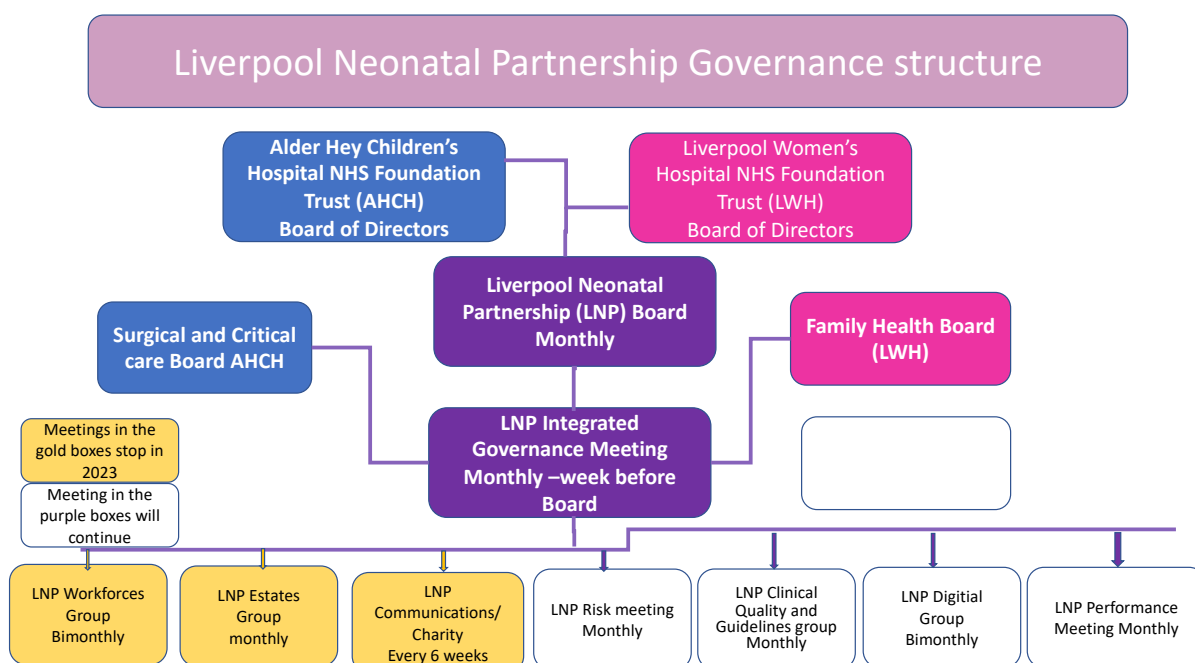 Liverpool Neonatal Partnership Governance structure
Alder Hey Children's
Hospital NHS Foundation
Trust (AHCH)
Board of Directors
Liverpool Women's
Hospital NHS Foundation
Trust (LWH)
Board of Directors
Liverpool Neonatal
Partnership (LNP) Board
Monthly
Surgical and Critical
care Board AHCH
Family Health Board
(LWH)
LNP Integrated
Governance Meeting
Monthly –week before
Board
Meetings in the
gold boxes stop in
2023
Meeting in the
purple boxes will
continue
LNP Workforces
Group
Bimonthly
LNP Estates
Group
monthly
LNP
Communications/
Charity
Every 6 weeks
LNP Risk meeting
Monthly
LNP Clinical
Quality and
Guidelines group
Monthly
LNP Digitial
Group
Bimonthly
LNP Performance
Meeting Monthly